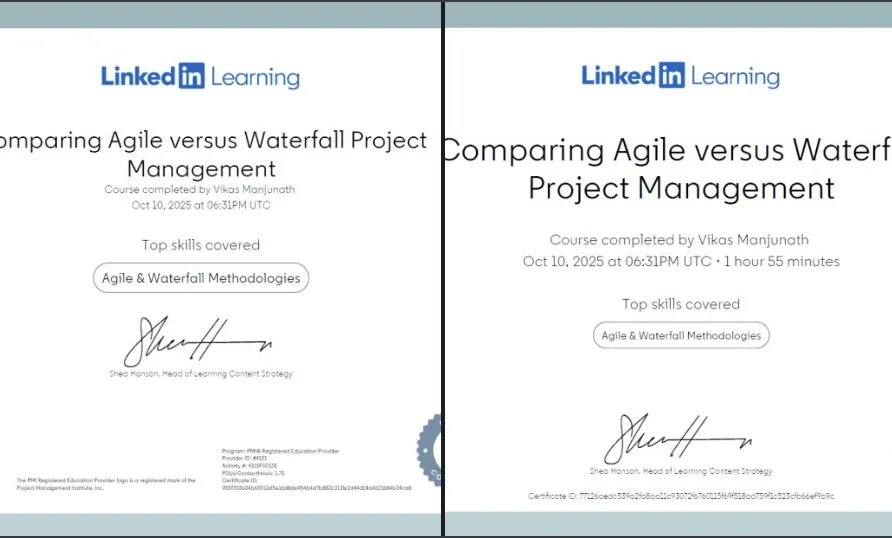 LinkedIn Learning
omparing Agile versus Waterfall Project
Management
Course completed by Vikas Manjunath
Oct 10, 2025 at 06:31PM UTC
Top skills covered
Agile & Waterfall Methodologies
Shea Hanson, Head of Learning Content Strategy
Program: PMI® Registered Education Provider
Provider ID: #4101
Activity #:
PDUs/ContactHours: 1.75
Certificate ID:
The PMI Registered Education Provider logo is a registered mark of the
Project Management Institute, Inc.
LinkedIn Learning
Comparing Agile versus Waterf
Project Management
Course completed by Vikas Manjunath
Oct 10, 2025 at 06:31PM UTC • 1 hour 55 minutes
Top skills covered
Agile & Waterfall Methodologies
Shea Hanson, Head of Learning Content Strategy
Certificate ID: